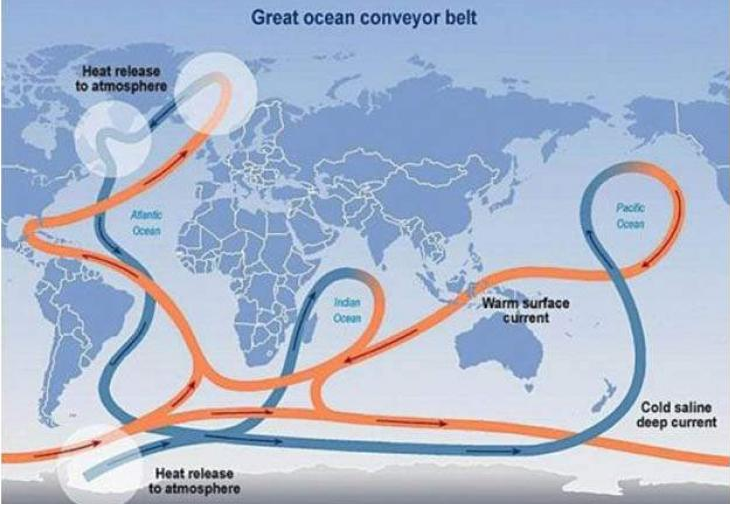 Great ocean conveyor belt
Heat release
to atmosphere
Atlantic
Ocean
Pacific
Ocean
Indian
Ocean
Warm surface
current
Cold saline
deep current
Heat release
to atmosphere